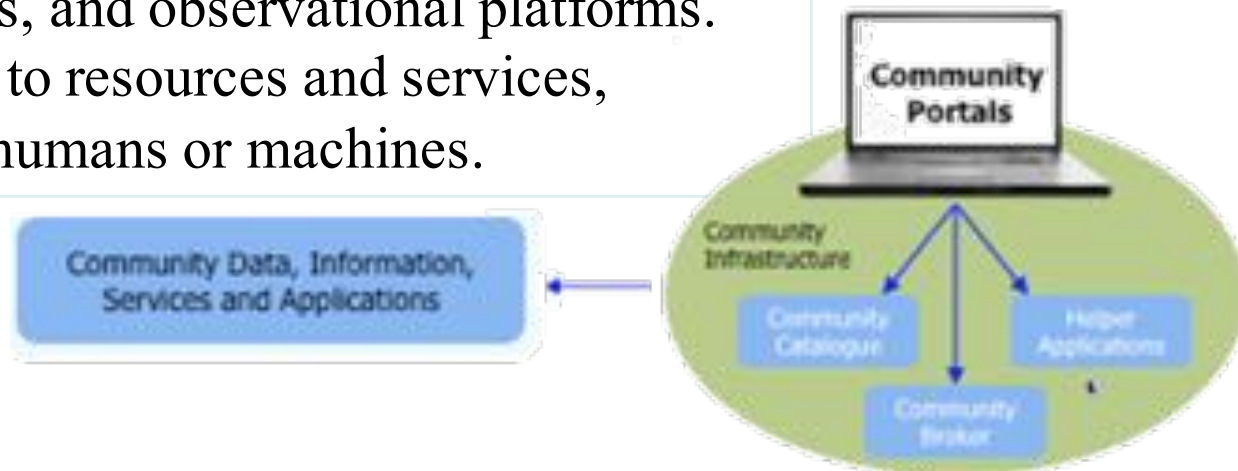 s, and observational platforms.
to resources and services,
humans or machines.
Community
Portals
Community
Infrastructure
Community Data, Information,
Services and Applications
Community
Catalogue
Helper
Applications
Community
Broker